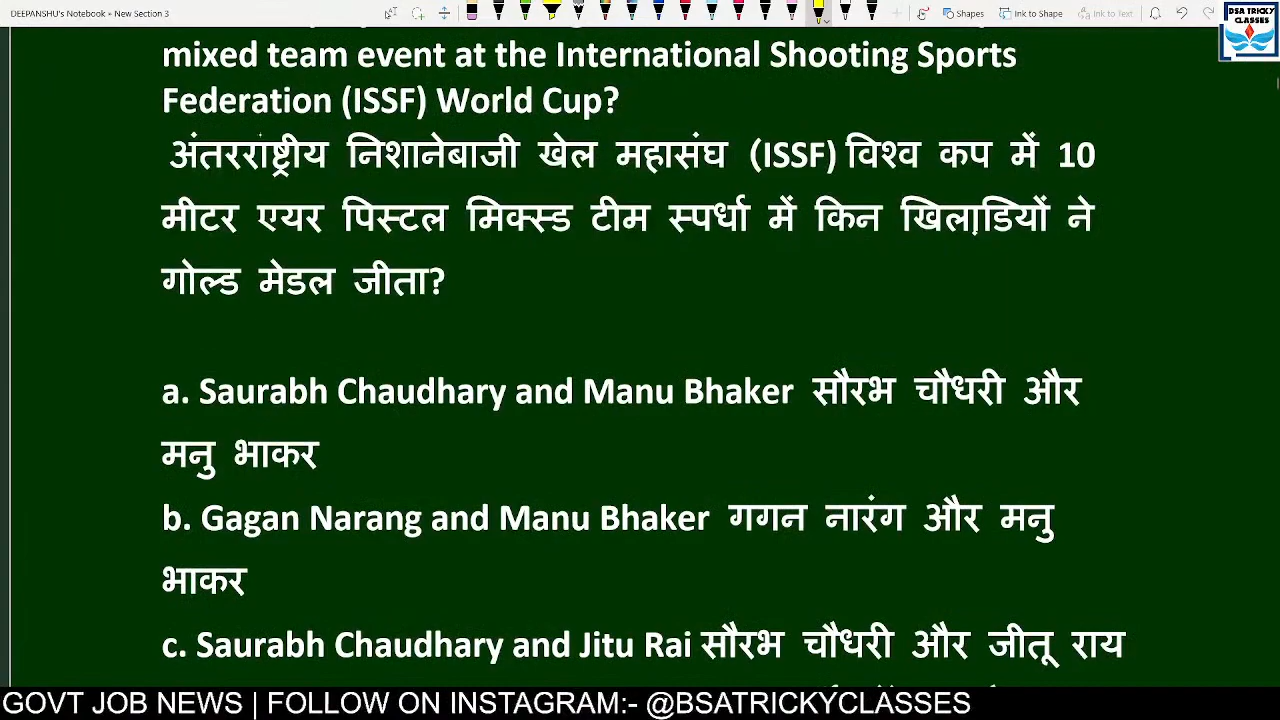 DEEPANSHU's Notebook » New Section 3
Shapes Ink to Shape Ink to Text
BSA TRICKY
CLASSES
mixed team event at the International Shooting Sports
Federation (ISSF) World Cup?
अंतरराष्ट्रीय निशानेबाजी खेल महासंघ (ISSF) विश्व कप में 10
मीटर एयर पिस्टल मिक्स्ड टीम स्पर्धा में किन खिलाड़ियों ने
गोल्ड मेडल जीता?
a. Saurabh Chaudhary and Manu Bhaker सौरभ चौधरी और
मनु भाकर
b. Gagan Narang and Manu Bhaker गगन नारंग और मनु
भाकर
c. Saurabh Chaudhary and Jitu Rai सौरभ चौधरी और जीतू राय
GOVT JOB NEWS | FOLLOW ON INSTAGRAM:- @BSATRICKYCLASSES